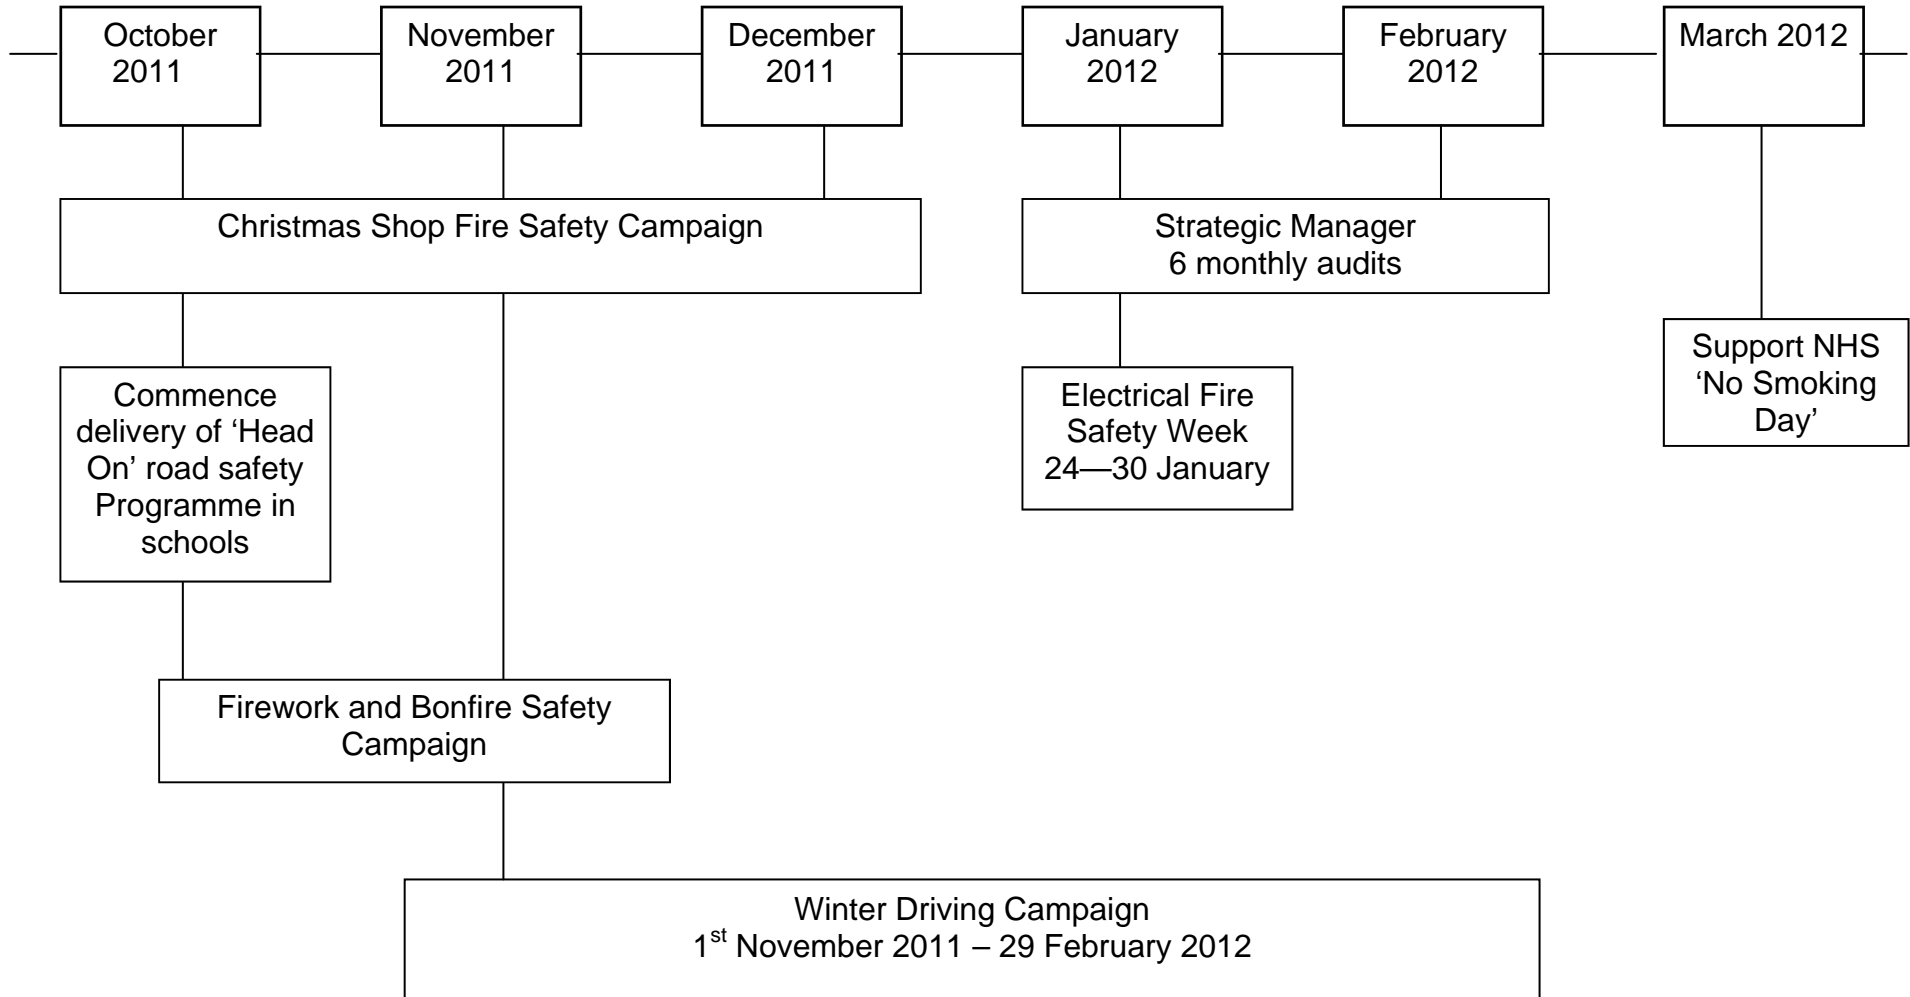 October
2011
November
2011
December
2011
January
2012
February
2012
March 2012
Christmas Shop Fire Safety Campaign
Strategic Manager
6 monthly audits
Commence
delivery of ‘Head
On’ road safety
Programme in
schools
Electrical Fire
Safety Week
24—30 January
Support NHS
‘No Smoking
Day’
Firework and Bonfire Safety
Campaign
Winter Driving Campaign
1st November 2011 – 29 February 2012